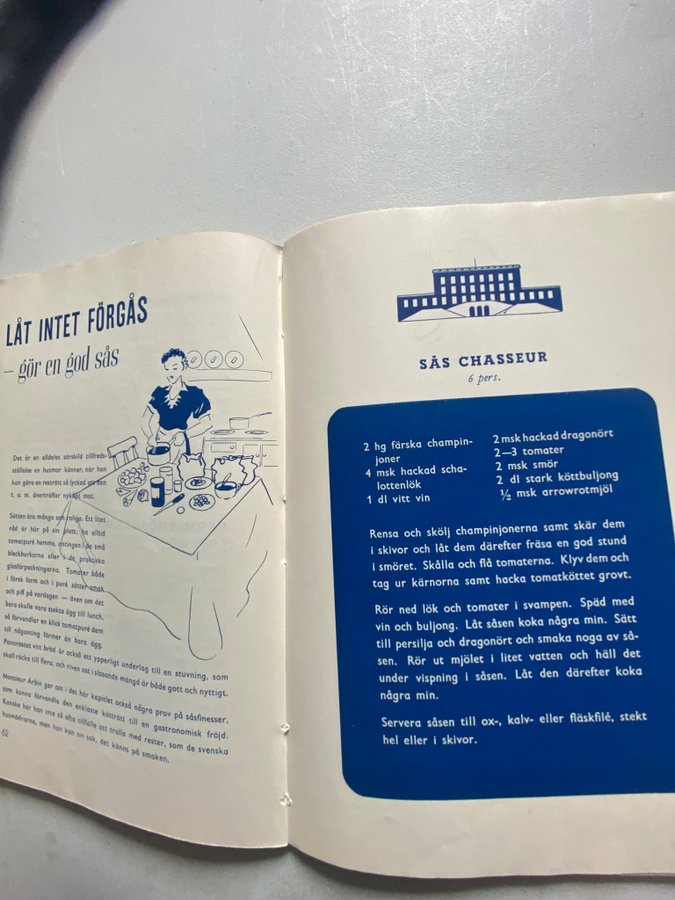 LÅT INTET FÖRGÅS
– gör en god sås
Det är en alldeles särskild tillfreds-
ställelse en husmor känner, när hon
kan göra en restsåt så lyckad att den
t. o. m. överträffar nylagat mat.
Sätten äro många och roliga. Ett litet
råd är här på sin plats, ha alltid
tomatpuré hemma, antingen i de små
bleckburkarna eller i de praktiska
glasförpackningarna. Tomater både
i färsk form och i puré sätter smak
och piff på vardagen – även om det
bara skulle vara stekta ägg till lunch,
så förvandlar en klick tomatpuré dem
till någonting förmer än bara ägg.
Pannrostat vitt bröd är också ett ypperligt underlag till en stuvning, som
skall räcka till flera, och riven ost i slösande mängd är både gott och nyttigt.
Monsieur Arbin ger oss i det här kapitlet också några prov på såsfinesser,
som kunna förvandla den enklaste kötträtt till en gastronomisk fröjd.
Kanske har han inte så ofta tillfälle att trolla med rester, som de svenska
husmödrarna, men han kan sin sak, det känns på smaken.
62
SÅS CHASSEUR
6 pers.
2 hg färska champin-
joner
4 msk hackad scha-
lottenlök
1 dl vitt vin
2 msk hackad dragonört
2—3 tomater
2 msk smör
2 dl stark köttbuljong
½ msk arrowrotmjöl
Rensa och skölj champinjonerna samt skär dem
i skivor och låt dem därefter fräsa en god stund
i smöret. Skålla och flå tomaterna. Klyv dem och
tag ur kärnorna samt hacka tomatköttet grovt.
Rör ned lök och tomater i svampen. Späd med
vin och buljong. Låt såsen koka några min. Sätt
till persilja och dragonört och smaka noga av så-
sen. Rör ut mjölet i litet vatten och häll det
under vispning i såsen. Låt den därefter koka
några min.
Servera såsen till ox-, kalv- eller fläskfilé, stekt
hel eller i skivor.